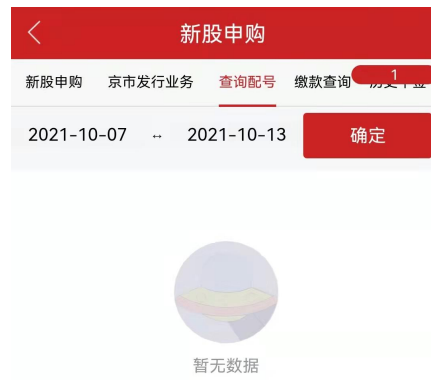 新股申购
新股申购 京市发行业务 查询配号 缴款查询 1
2021-10-07 ↔ 2021-10-13 确定
暂无数据